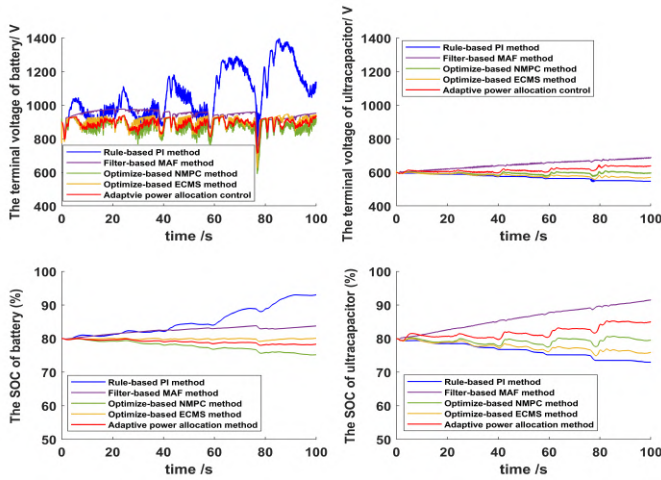 The terminal voltage of battery/ V
1400
1200
1000
800
600
400
Rule-based PI method
Filter-based MAF method
Optimize-based NMPC method
Optimize-based ECMS method
Adaptvie power allocation control
0 20 40 60 80 100
time /s
The terminal voltage of ultracapacitor/ V
1400
1200
1000
800
600
400
Rule-based PI method
Filter-based MAF method
Optimize-based NMPC method
Optimize-based ECMS method
Adaptive power allocation control
0 20 40 60 80 100
time /s
The SOC of battery (%)
100
90
80
70
60
50
Rule-based PI method
Filter-based MAF method
Optimize-based NMPC method
Optimize-based ECMS method
Adaptive power allocation method
0 20 40 60 80 100
time /s
The SOC of ultracapacitor (%)
100
90
80
70
60
50
Rule-based PI method
Filter-based MAF method
Optimize-based NMPC method
Optimize-based ECMS method
Adaptive power allocation method
0 20 40 60 80 100
time /s